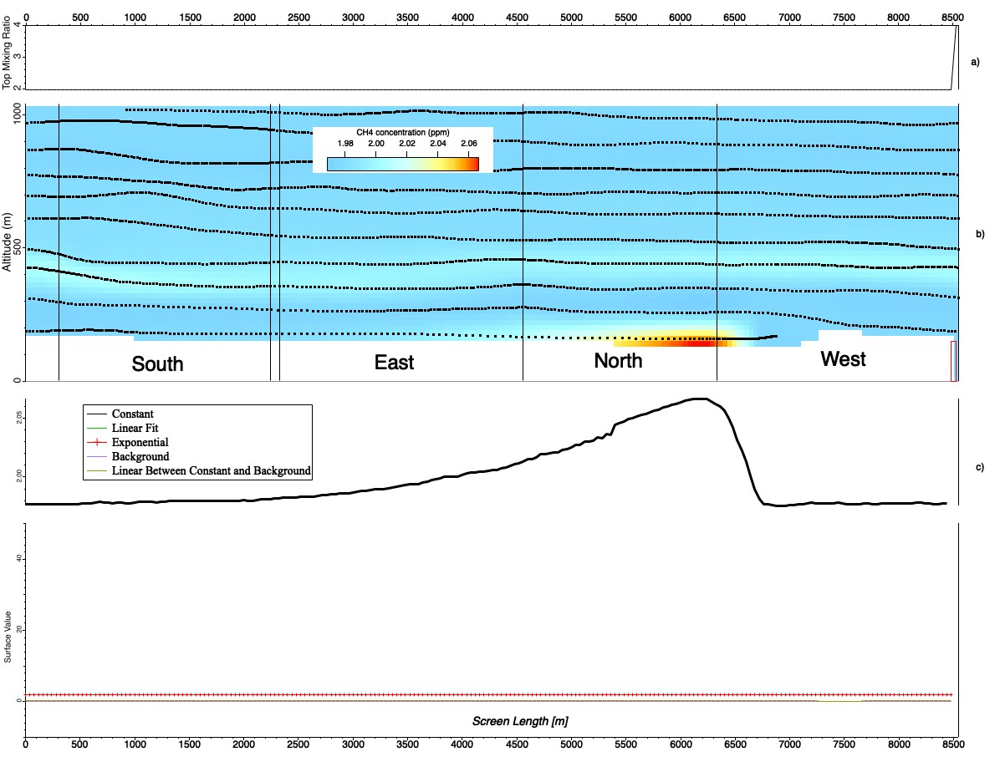 0 500 1000 1500 2000 2500 3000 3500 4000 4500 5000 5500 6000 6500 7000 7500 8000 8500
Top Mixing Ratio
4
3
2
a)
Altitude (m)
1000
500
0
CH4 concentration (ppm)
1.98 2.00 2.02 2.04 2.06
b)
South East North West
2.05
2.00
Constant
Linear Fit
Exponential
Background
Linear Between Constant and Background
c)
Surface Value
40
20
0
Screen Length [m]
0 500 1000 1500 2000 2500 3000 3500 4000 4500 5000 5500 6000 6500 7000 7500 8000 8500